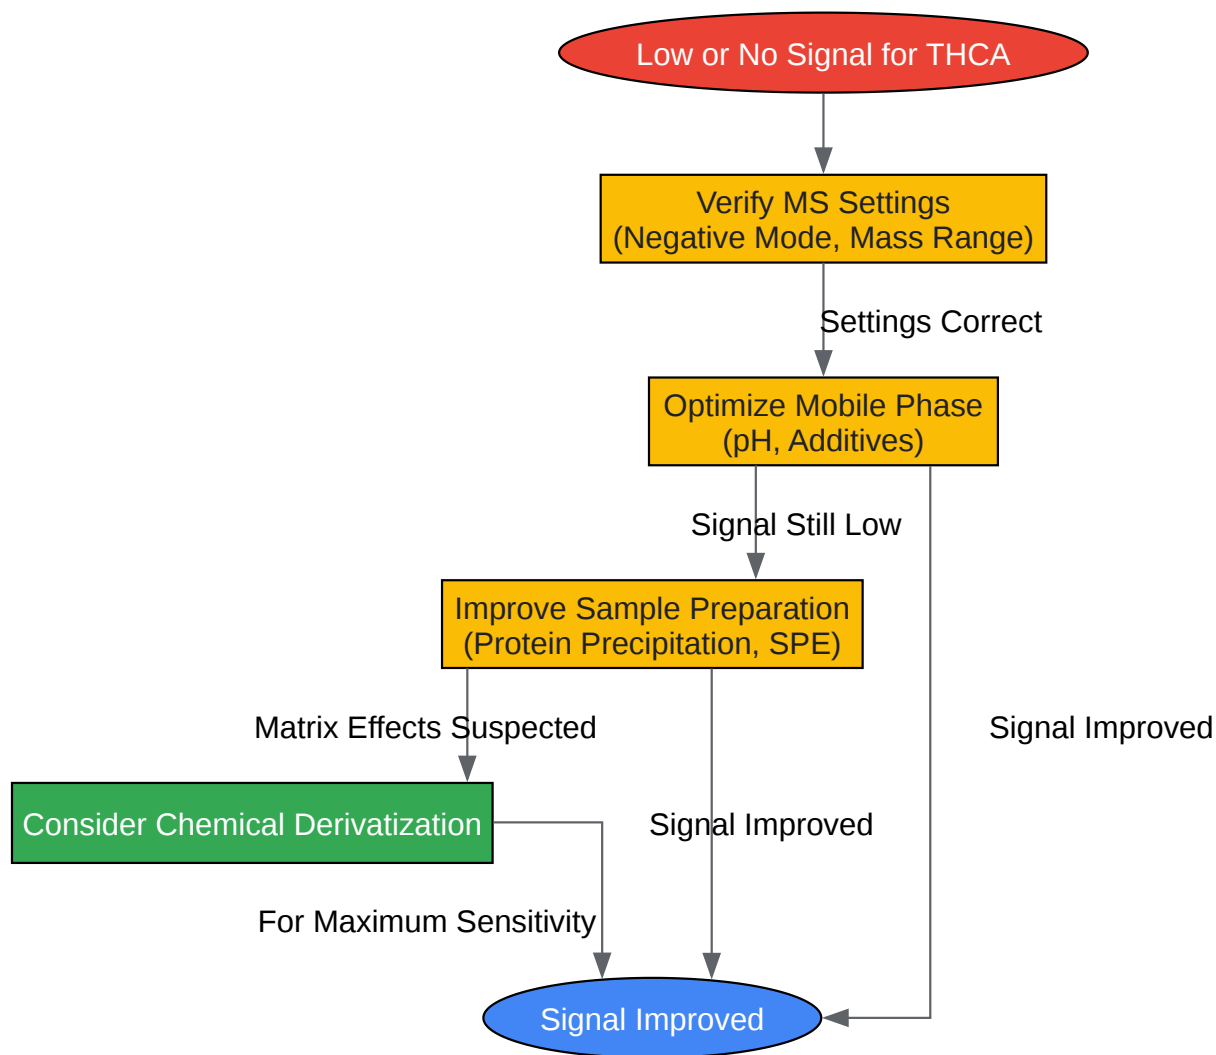 Low or No Signal for THCA
Verify MS Settings
(Negative Mode, Mass Range)
Settings Correct
Optimize Mobile Phase
(pH, Additives)
Signal Still Low
Improve Sample Preparation
(Protein Precipitation, SPE)
Matrix Effects Suspected
Signal Improved
Consider Chemical Derivatization
Signal Improved
For Maximum Sensitivity
Signal Improved